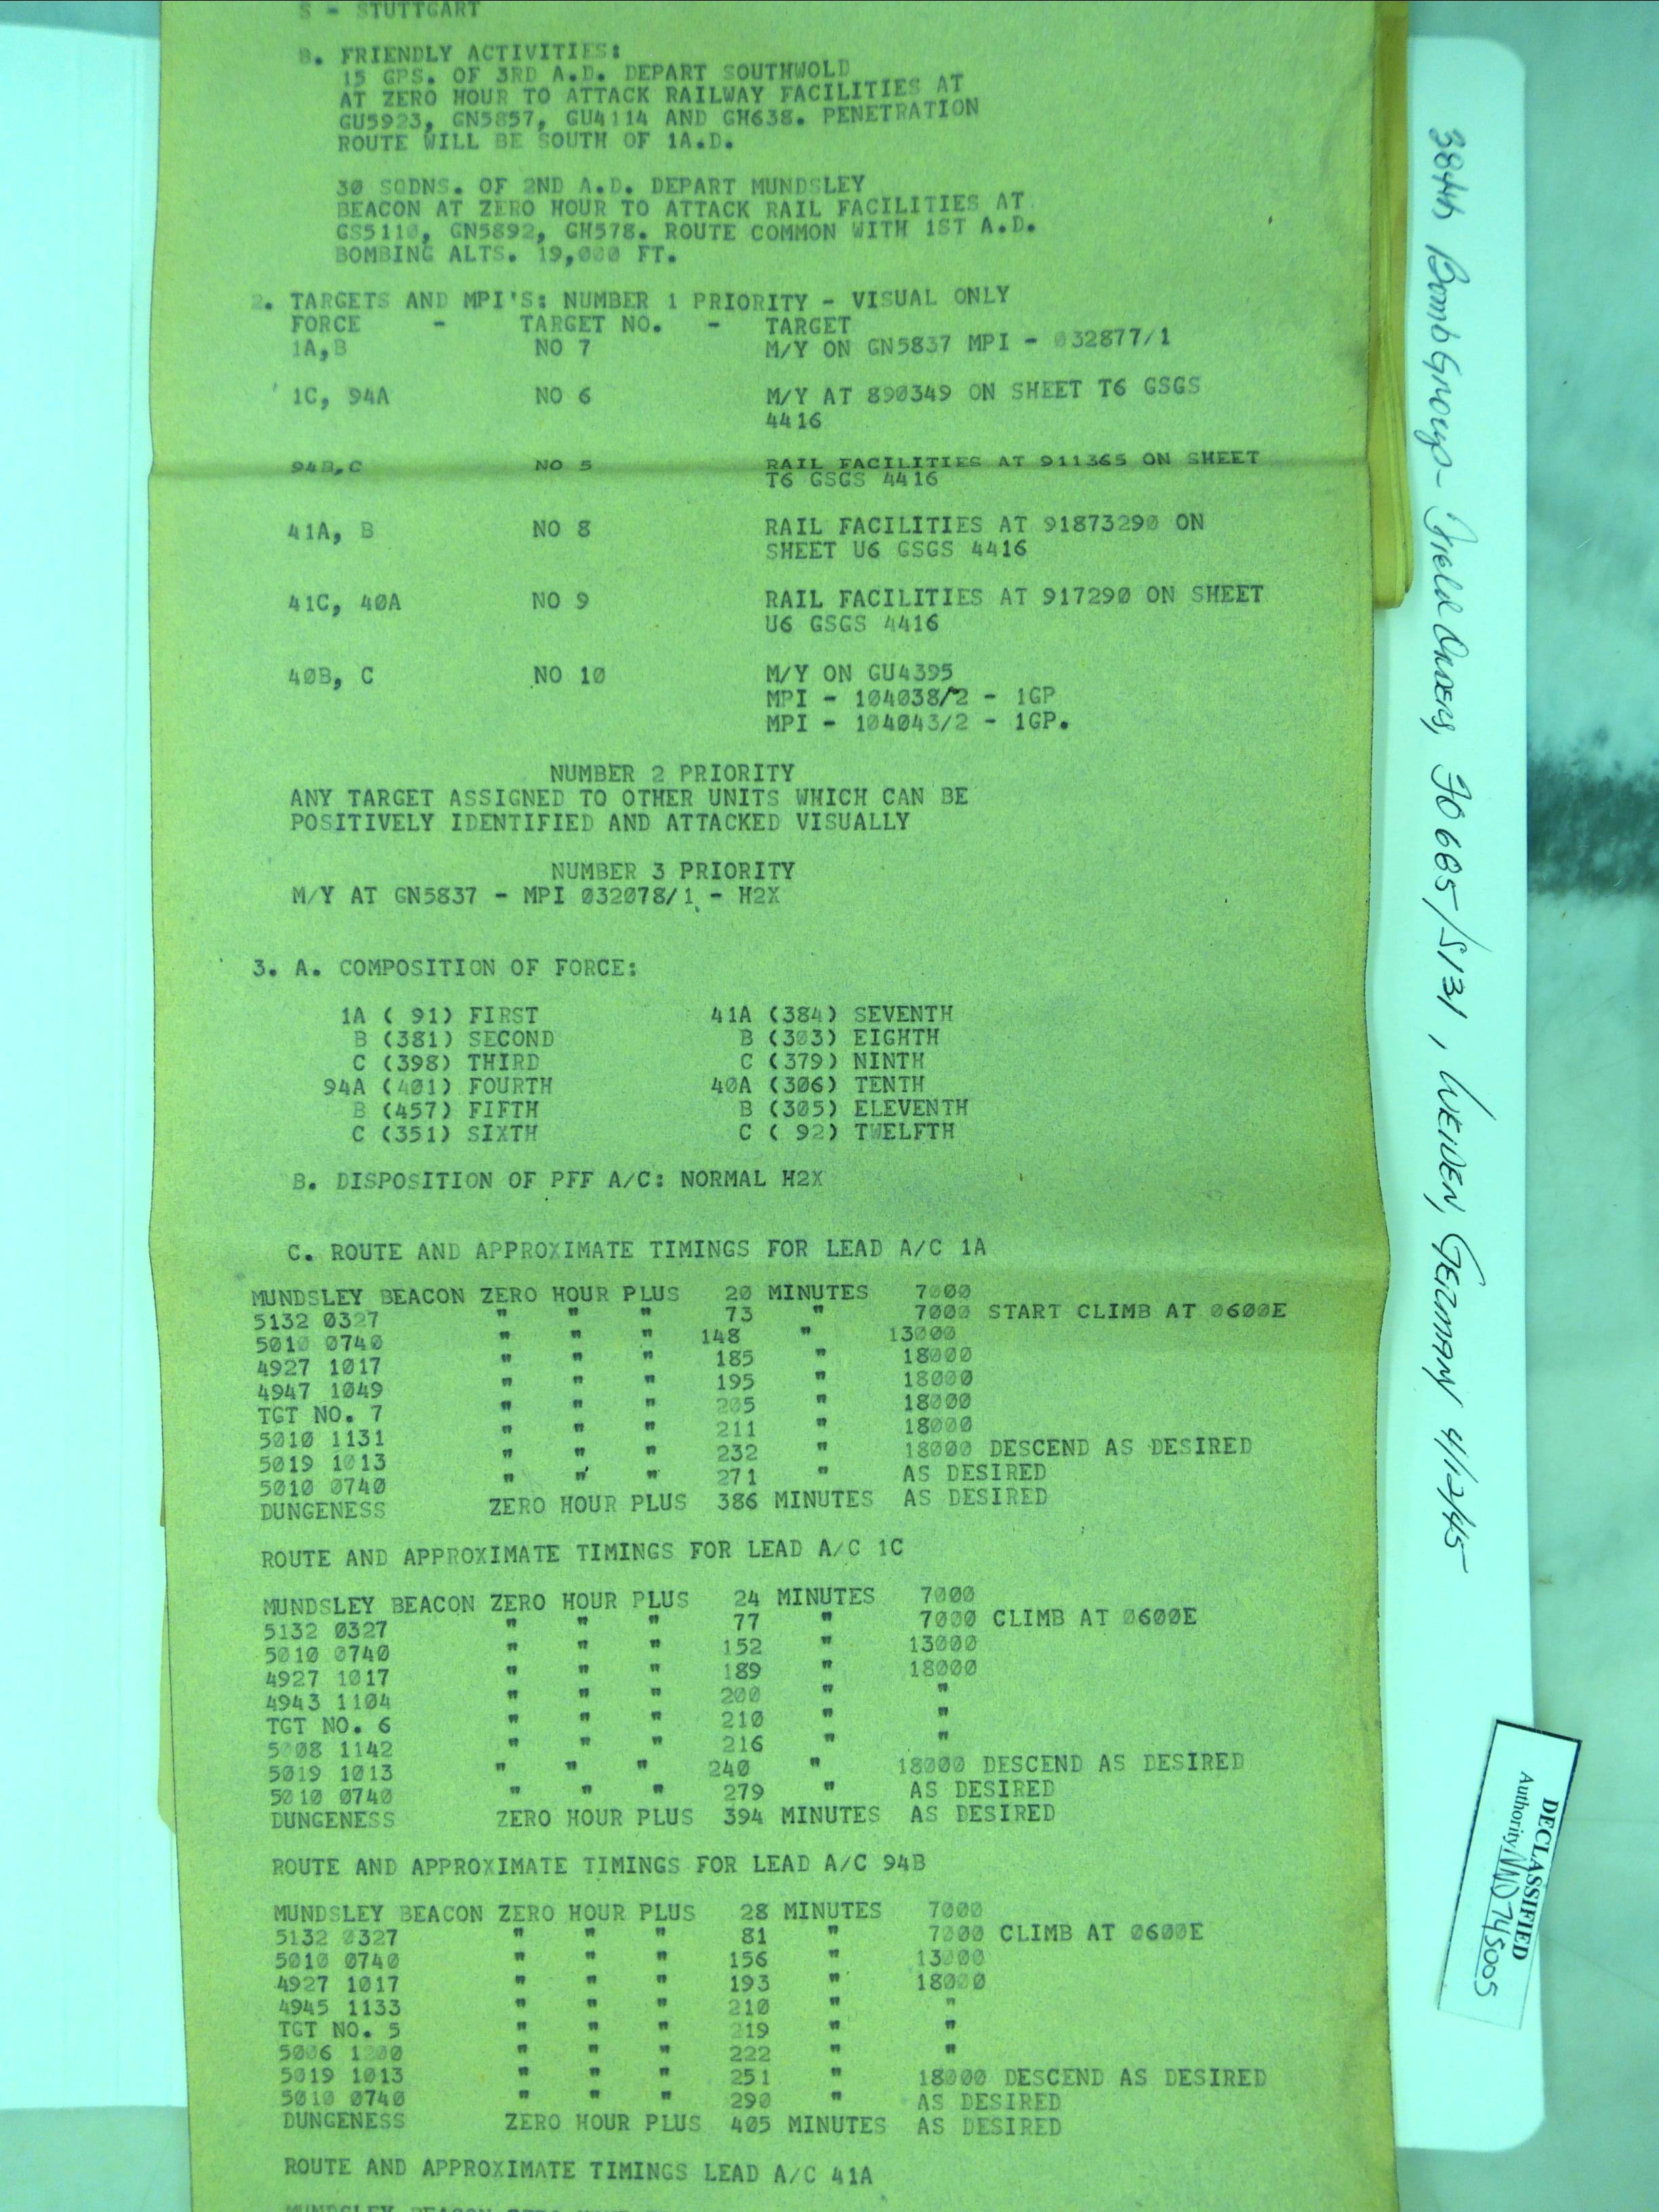 S - STUTTGART
B. FRIENDLY ACTIVITIES:
15 GPS. OF 3RD A.D. DEPART SOUTHWOLD
AT ZERO HOUR TO ATTACK RAILWAY FACILITIES AT
GU5923, GN5857, GU4114 AND GH638. PENETRATION
ROUTE WILL BE SOUTH OF 1A.D.
30 SQDNS. OF 2ND A.D. DEPART MUNDSLEY
BEACON AT ZERO HOUR TO ATTACK RAIL FACILITIES AT
GS5110, GN5892, GH578. ROUTE COMMON WITH 1ST A.D.
BOMBING ALTS. 19,000 FT.
2. TARGETS AND MPI'S: NUMBER 1 PRIORITY - VISUAL ONLY
FORCE - TARGET NO. - TARGET
1A,B NO 7 M/Y ON GN5837 MPI - 032877/1
1C, 94A NO 6 M/Y AT 890349 ON SHEET T6 GSGS
4416
94B,C NO 5 RAIL FACILITIES AT 911365 ON SHEET
T6 GSGS 4416
41A, B NO 8 RAIL FACILITIES AT 91873290 ON
SHEET U6 GSGS 4416
41C, 40A NO 9 RAIL FACILITIES AT 917290 ON SHEET
U6 GSGS 4416
40B, C NO 10 M/Y ON GU4395
MPI - 104038/2 - 1GP
MPI - 104043/2 - 1GP.
NUMBER 2 PRIORITY
ANY TARGET ASSIGNED TO OTHER UNITS WHICH CAN BE
POSITIVELY IDENTIFIED AND ATTACKED VISUALLY
NUMBER 3 PRIORITY
M/Y AT GN5837 - MPI 032078/1 - H2X
3. A. COMPOSITION OF FORCE:
1A ( 91) FIRST 41A (384) SEVENTH
B (381) SECOND B (303) EIGHTH
C (398) THIRD C (379) NINTH
94A (401) FOURTH 40A (306) TENTH
B (457) FIFTH B (305) ELEVENTH
C (351) SIXTH C ( 92) TWELFTH
B. DISPOSITION OF PFF A/C: NORMAL H2X
C. ROUTE AND APPROXIMATE TIMINGS FOR LEAD A/C 1A
MUNDSLEY BEACON ZERO HOUR PLUS 20 MINUTES 7000
5132 0327 " " " 73 " 7000 START CLIMB AT 0600E
5010 0740 " " " 148 " 13000
4927 1017 " " " 185 " 18000
4947 1049 " " " 195 " 18000
TGT NO. 7 " " " 205 " 18000
5010 1131 " " " 211 " 18000
5019 1013 " " " 232 " 18000 DESCEND AS DESIRED
5010 0740 " " " 271 " AS DESIRED
DUNGENESS ZERO HOUR PLUS 386 MINUTES AS DESIRED
ROUTE AND APPROXIMATE TIMINGS FOR LEAD A/C 1C
MUNDSLEY BEACON ZERO HOUR PLUS 24 MINUTES 7000
5132 0327 " " " 77 " 7000 CLIMB AT 0600E
5010 0740 " " " 152 " 13000
4927 1017 " " " 189 " 18000
4943 1104 " " " 200 " "
TGT NO. 6 " " " 210 " "
5008 1142 " " " 216 " "
5019 1013 " " " 240 " 18000 DESCEND AS DESIRED
5010 0740 " " " 279 " AS DESIRED
DUNGENESS ZERO HOUR PLUS 394 MINUTES AS DESIRED
ROUTE AND APPROXIMATE TIMINGS FOR LEAD A/C 94B
MUNDSLEY BEACON ZERO HOUR PLUS 28 MINUTES 7000
5132 0327 " " " 81 " 7000 CLIMB AT 0600E
5010 0740 " " " 156 " 13000
4927 1017 " " " 193 " 18000
4945 1133 " " " 210 " "
TGT NO. 5 " " " 219 " "
5006 1200 " " " 222 " "
5019 1013 " " " 251 " 18000 DESCEND AS DESIRED
5010 0740 " " " 290 " AS DESIRED
DUNGENESS ZERO HOUR PLUS 405 MINUTES AS DESIRED
ROUTE AND APPROXIMATE TIMINGS LEAD A/C 41A
MUNDSLEY BEACON ZERO
384th Bomb Group - Field Orders, FO 685/S131, WEIDEN, GERMANY 4/12/45
DECLASSIFIED
Authority NND 745005